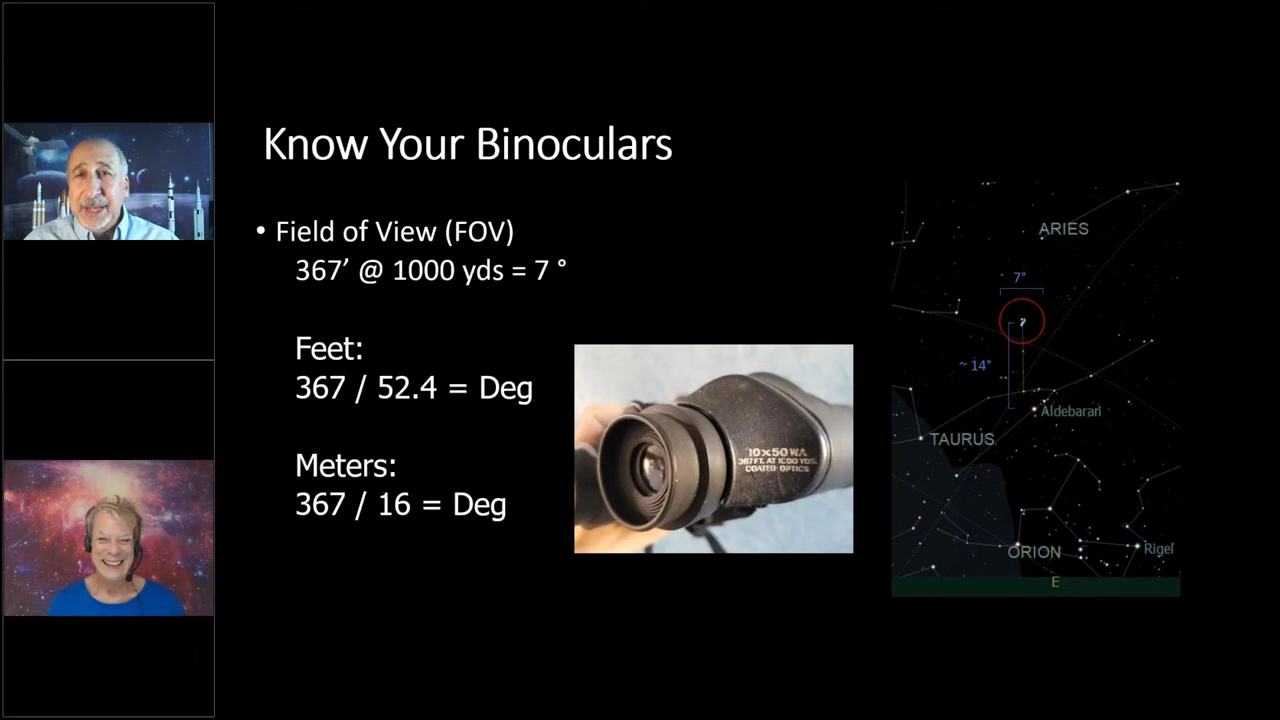 Know Your Binoculars
• Field of View (FOV)
367’ @ 1000 yds = 7 °
Feet:
367 / 52.4 = Deg
Meters:
367 / 16 = Deg
10x50 WA
367 FT. AT 1000 YDS.
COATED OPTICS
ARIES
7°
~ 14°
Aldebaran
TAURUS
ORION
Rigel
E